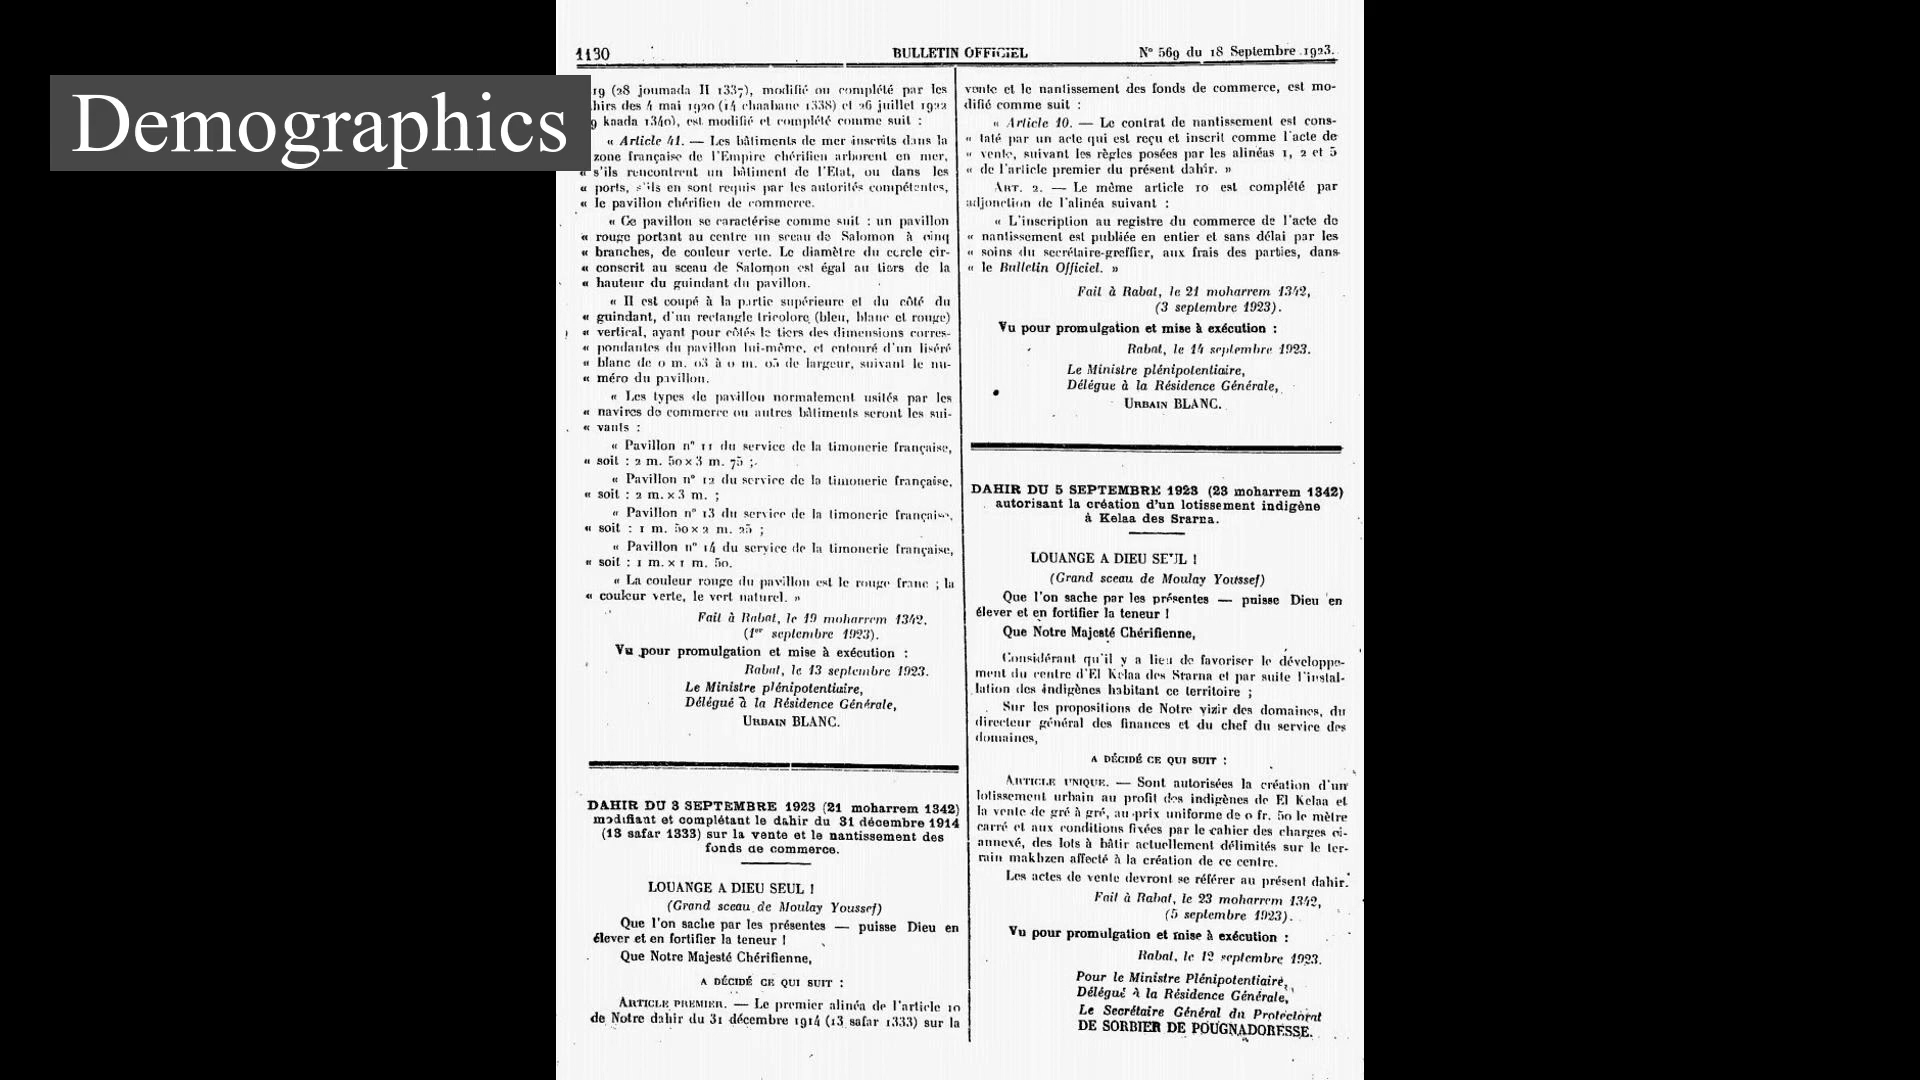 Demographics
1130
BULLETIN OFFICIEL
N° 569 du 18 Septembre 1923.
19 (28 joumada II 1337), modifié ou complété par les
hirs des 4 mai 1920 (14 chaabane 1338) et 26 juillet 1922
9 kaada 1340), est modifié et complété comme suit :
« Article 41. — Les bâtiments de mer inscrits dans la
zone française de l'Empire chérifien arborent en mer,
« s'ils rencontrent un bâtiment de l'Etat, ou dans les
« ports, s'ils en sont requis par les autorités compétentes,
« le pavillon chérifien de commerce.
« Ce pavillon se caractérise comme suit : un pavillon
« rouge portant au centre un sceau de Salomon à cinq
« branches, de couleur verte. Le diamètre du cercle cir-
« conscrit au sceau de Salomon est égal au tiers de la
« hauteur du guindant du pavillon.
« Il est coupé à la partie supérieure et du côté du
« guindant, d'un rectangle tricolore (bleu, blanc et rouge)
« vertical, ayant pour côtés le tiers des dimensions corres-
« pondantes du pavillon lui-même, et entouré d'un liséré
« blanc de 0 m. 03 à 0 m. 05 de largeur, suivant le nu-
« méro du pavillon.
« Les types de pavillon normalement usités par les
« navires de commerce ou autres bâtiments seront les sui-
« vants :
« Pavillon n° 11 du service de la timonerie française,
« soit : 2 m. 50 × 3 m. 75 ;
« Pavillon n° 12 du service de la timonerie française,
« soit : 2 m. × 3 m. ;
« Pavillon n° 13 du service de la timonerie française,
« soit : 1 m. 50 × 2 m. 25 ;
« Pavillon n° 14 du service de la timonerie française,
« soit : 1 m. × 1 m. 50.
« La couleur rouge du pavillon est le rouge franc ; la
« couleur verte, le vert naturel. »
Fait à Rabat, le 19 moharrem 1342,
(1er septembre 1923).
Vu pour promulgation et mise à exécution :
Rabat, le 13 septembre 1923.
Le Ministre plénipotentiaire,
Délégué à la Résidence Générale,
URBAIN BLANC.
DAHIR DU 3 SEPTEMBRE 1923 (21 moharrem 1342)
modifiant et complétant le dahir du 31 décembre 1914
(13 safar 1333) sur la vente et le nantissement des
fonds de commerce.
LOUANGE A DIEU SEUL !
(Grand sceau de Moulay Youssef)
Que l'on sache par les présentes — puisse Dieu en
élever et en fortifier la teneur !
Que Notre Majesté Chérifienne,
A DÉCIDÉ CE QUI SUIT :
ARTICLE PREMIER. — Le premier alinéa de l'article 10
de Notre dahir du 31 décembre 1914 (13 safar 1333) sur la
vente et le nantissement des fonds de commerce, est mo-
difié comme suit :
« Article 10. — Le contrat de nantissement est cons-
« taté par un acte qui est reçu et inscrit comme l'acte de
« vente, suivant les règles posées par les alinéas 1, 2 et 5
« de l'article premier du présent dahir. »
ART. 2. — Le même article 10 est complété par
adjonction de l'alinéa suivant :
« L'inscription au registre du commerce de l'acte de
« nantissement est publiée en entier et sans délai par les
« soins du secrétaire-greffier, aux frais des parties, dans
« le Bulletin Officiel. »
Fait à Rabat, le 21 moharrem 1342,
(3 septembre 1923).
Vu pour promulgation et mise à exécution :
Rabat, le 14 septembre 1923.
Le Ministre plénipotentiaire,
Délégue à la Résidence Générale,
URBAIN BLANC.
DAHIR DU 5 SEPTEMBRE 1923 (23 moharrem 1342)
autorisant la création d'un lotissement indigène
à Kelaa des Srarna.
LOUANGE A DIEU SEUL !
(Grand sceau de Moulay Youssef)
Que l'on sache par les présentes — puisse Dieu en
élever et en fortifier la teneur !
Que Notre Majesté Chérifienne,
Considérant qu'il y a lieu de favoriser le développe-
ment du centre d'El Kelaa des Srarna et par suite l'instal-
lation des indigènes habitant ce territoire ;
Sur les propositions de Notre vizir des domaines, du
directeur général des finances et du chef du service des
domaines,
A DÉCIDÉ CE QUI SUIT :
ARTICLE UNIQUE. — Sont autorisées la création d'un
lotissement urbain au profit des indigènes de El Kelaa et
la vente de gré à gré, au prix uniforme de 0 fr. 50 le mètre
carré et aux conditions fixées par le cahier des charges ci-
annexé, des lots à bâtir actuellement délimités sur le ter-
rain makhzen affecté à la création de ce centre.
Les actes de vente devront se référer au présent dahir.
Fait à Rabat, le 23 moharrem 1342,
(5 septembre 1923).
Vu pour promulgation et mise à exécution :
Rabat, le 12 septembre 1923.
Pour le Ministre Plénipotentiaire,
Délégué à la Résidence Générale,
Le Secrétaire Général du Protectorat
DE SORBIER DE POUGNADORESSE.